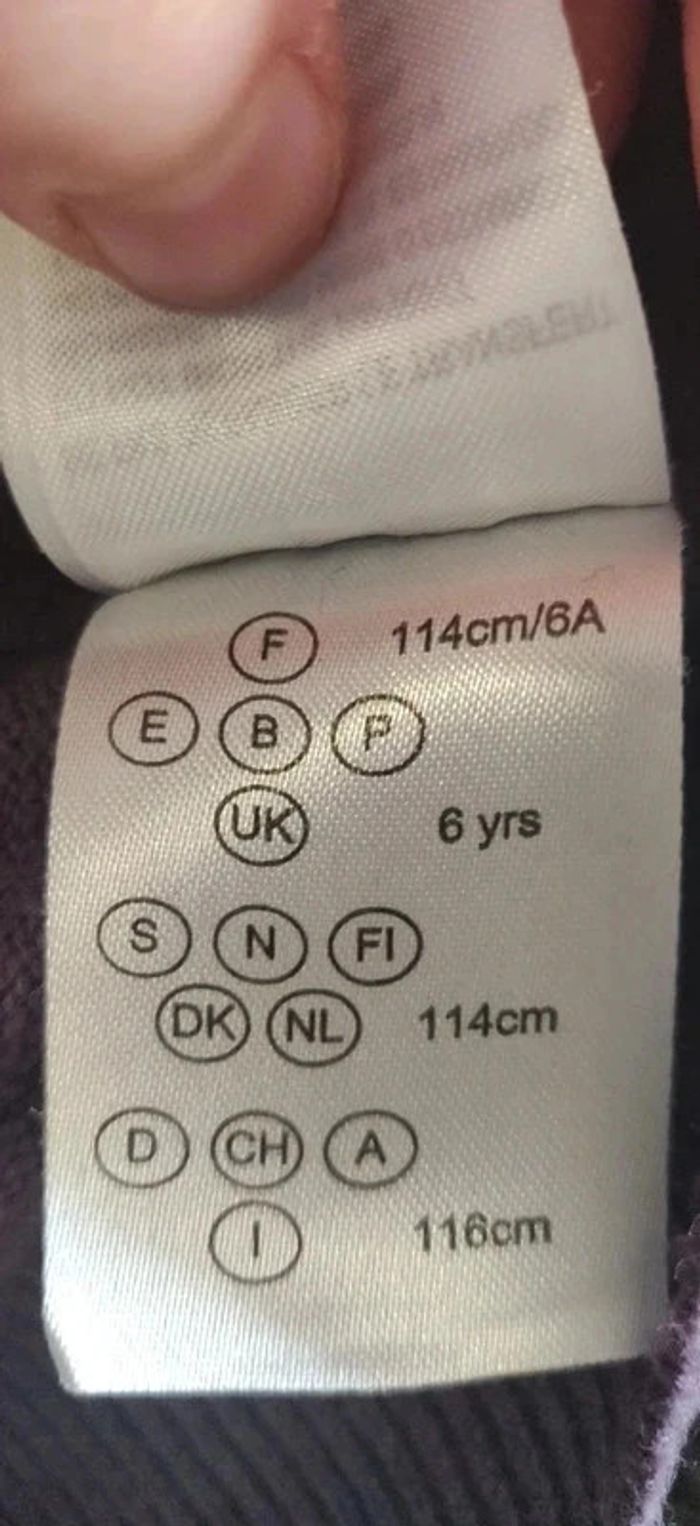 F 114cm/6A
E B P
UK 6 yrs
S N FI
DK NL 114cm
D CH A
I 116cm